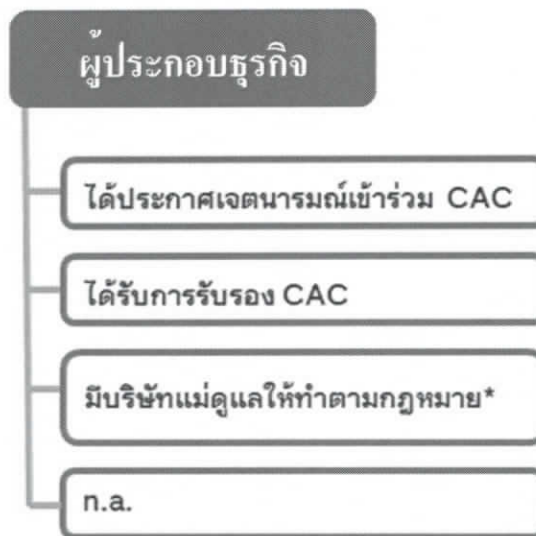 ผู้ประกอบธุรกิจ
ได้ประกาศเจตนารมณ์เข้าร่วม CAC
ได้รับการรับรอง CAC
มีบริษัทแม่ดูแลให้ทำตามกฎหมาย*
n.a.